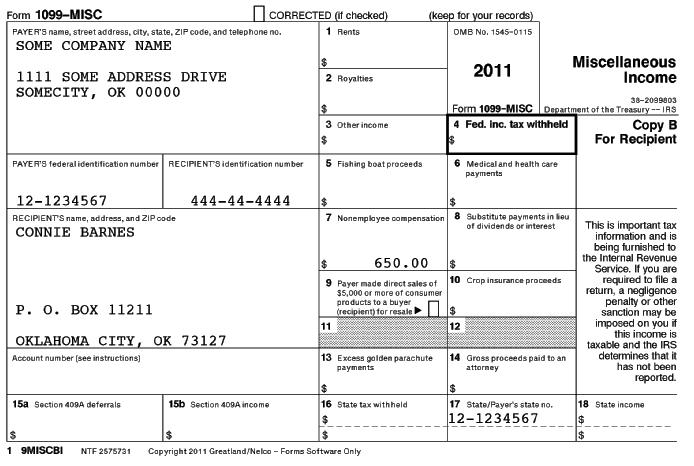 Form 1099-MISC
CORRECTED (if checked)
(keep for your records)
PAYER'S name, street address, city, state, ZIP code, and telephone no.
SOME COMPANY NAME
1111 SOME ADDRESS DRIVE
SOMECITY, OK 00000
1 Rents
$
2 Royalties
$
OMB No. 1545-0115
2011
Form 1099-MISC
Miscellaneous
Income
38-2099803
Department of the Treasury -- IRS
3 Other income
$
4 Fed. inc. tax withheld
$
Copy B
For Recipient
PAYER'S federal identification number
12-1234567
RECIPIENT'S identification number
444-44-4444
5 Fishing boat proceeds
$
6 Medical and health care
payments
$
RECIPIENT'S name, address, and ZIP code
CONNIE BARNES
P. O. BOX 11211
OKLAHOMA CITY, OK 73127
7 Nonemployee compensation
$ 650.00
8 Substitute payments in lieu
of dividends or interest
$
9 Payer made direct sales of
$5,000 or more of consumer
products to a buyer
(recipient) for resale ▶
10 Crop insurance proceeds
$
11
12
This is important tax
information and is
being furnished to
the Internal Revenue
Service. If you are
required to file a
return, a negligence
penalty or other
sanction may be
imposed on you if
this income is
taxable and the IRS
determines that it
has not been
reported.
Account number (see instructions)
13 Excess golden parachute
payments
$
14 Gross proceeds paid to an
attorney
$
15a Section 409A deferrals
$
15b Section 409A income
$
16 State tax withheld
$
17 State/Payer's state no.
12-1234567
18 State income
$
$
$
1 9MISCBI NTF 2575731 Copyright 2011 Greatland/Nelco – Forms Software Only